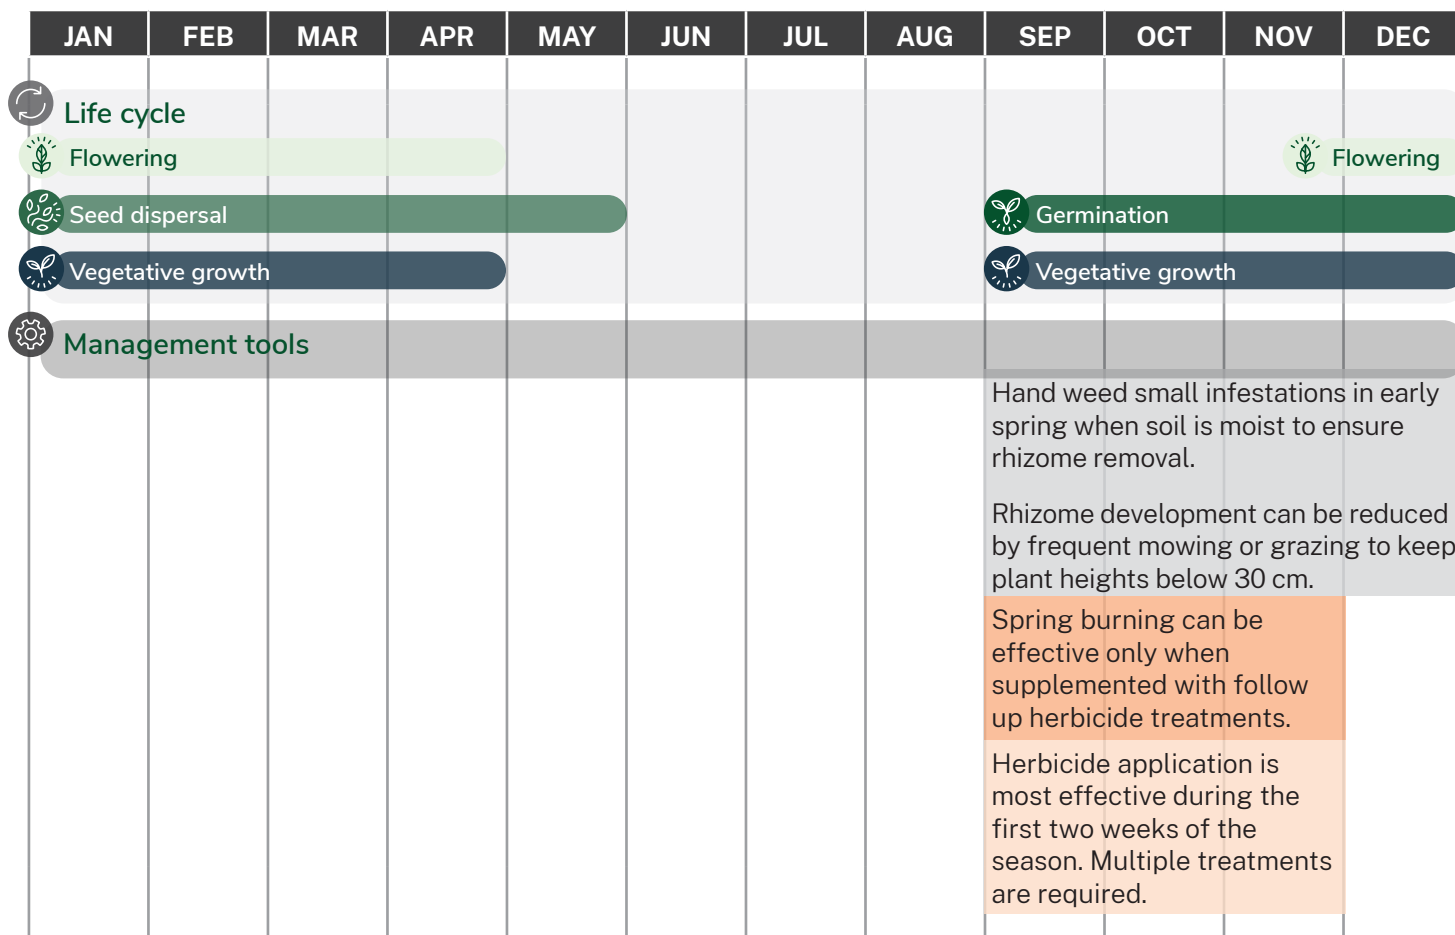 JAN FEB MAR APR MAY JUN JUL AUG SEP OCT NOV DEC
Life cycle
Flowering Flowering
Seed dispersal Germination
Vegetative growth Vegetative growth
Management tools
Hand weed small infestations in early
spring when soil is moist to ensure
rhizome removal.
Rhizome development can be reduced
by frequent mowing or grazing to keep
plant heights below 30 cm.
Spring burning can be
effective only when
supplemented with follow
up herbicide treatments.
Herbicide application is
most effective during the
first two weeks of the
season. Multiple treatments
are required.